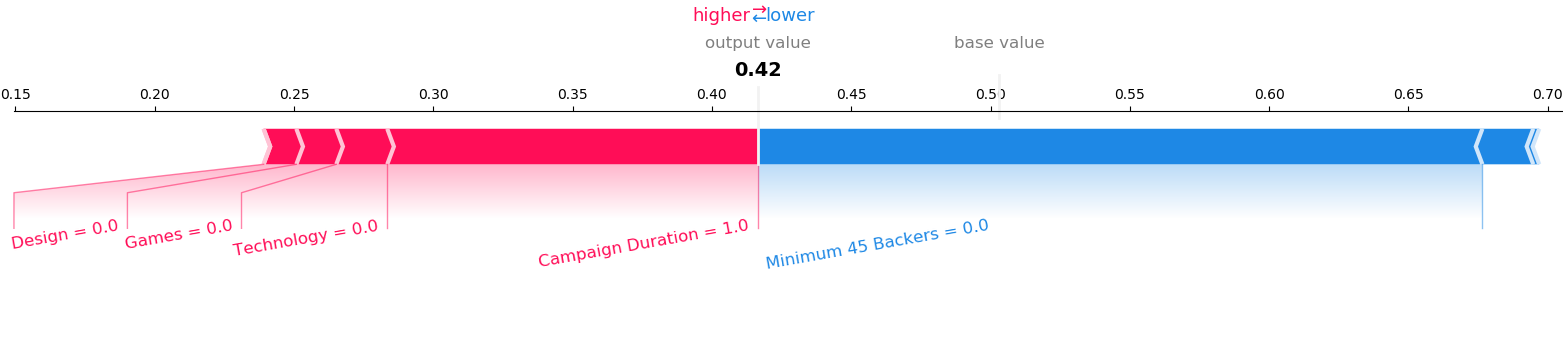 higher ⇄ lower
output value base value
0.42
0.15 0.20 0.25 0.30 0.35 0.40 0.45 0.50 0.55 0.60 0.65 0.70
Design = 0.0 Games = 0.0 Technology = 0.0 Campaign Duration = 1.0 Minimum 45 Backers = 0.0